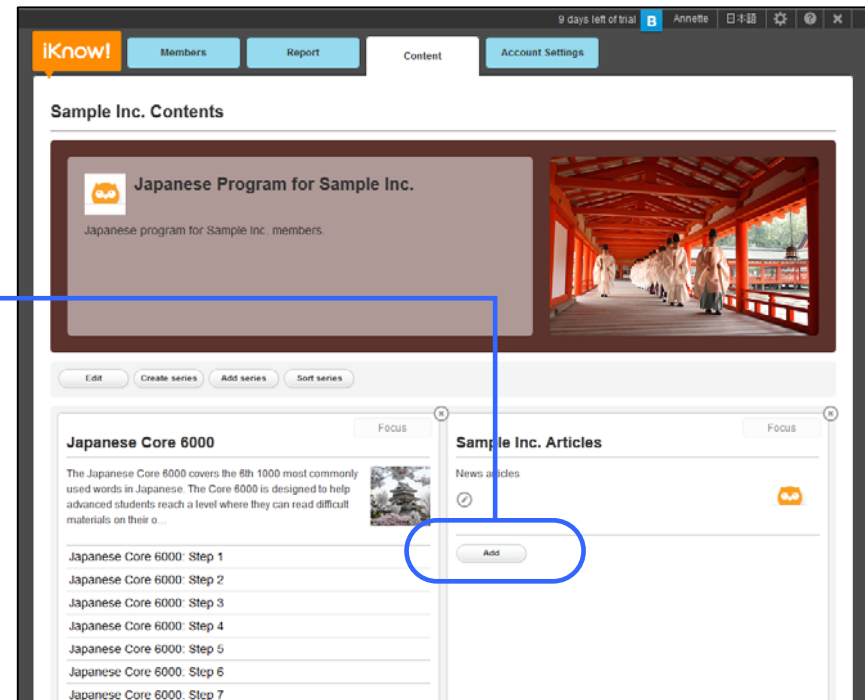 9 days left of trial B Annette 日本語
iKnow! Members Report Content Account Settings
Sample Inc. Contents
Japanese Program for Sample Inc.
Japanese program for Sample Inc. members.
Edit Create series Add series Sort series
Focus
Japanese Core 6000
The Japanese Core 6000 covers the 6th 1000 most commonly
used words in Japanese. The Core 6000 is designed to help
advanced students reach a level where they can read difficult
materials on their o...
Japanese Core 6000: Step 1
Japanese Core 6000: Step 2
Japanese Core 6000: Step 3
Japanese Core 6000: Step 4
Japanese Core 6000: Step 5
Japanese Core 6000: Step 6
Japanese Core 6000: Step 7
Focus
Sample Inc. Articles
News articles
Add